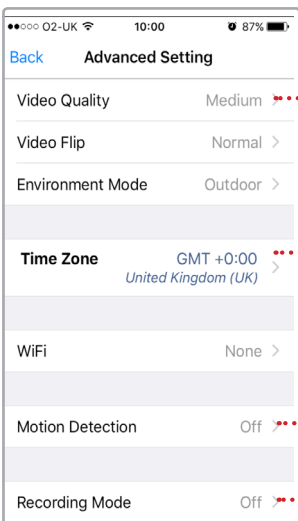 O2-UK 10:00 87%
Back Advanced Setting
Video Quality Medium
Video Flip Normal
Environment Mode Outdoor
Time Zone GMT +0:00
United Kingdom (UK)
WiFi None
Motion Detection Off
Recording Mode Off